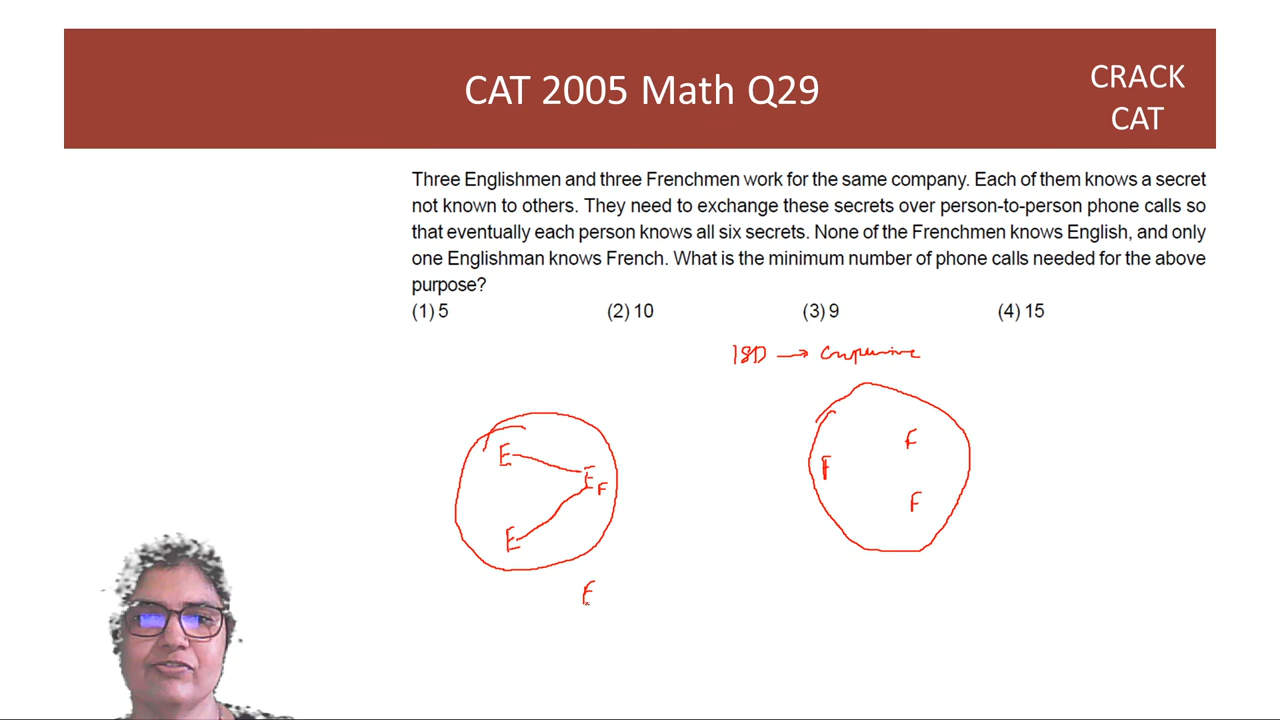 CAT 2005 Math Q29
CRACK
CAT
Three Englishmen and three Frenchmen work for the same company. Each of them knows a secret
not known to others. They need to exchange these secrets over person-to-person phone calls so
that eventually each person knows all six secrets. None of the Frenchmen knows English, and only
one Englishman knows French. What is the minimum number of phone calls needed for the above
purpose?
(1) 5 (2) 10 (3) 9 (4) 15
ISD →
E
E F
E
F
F
F